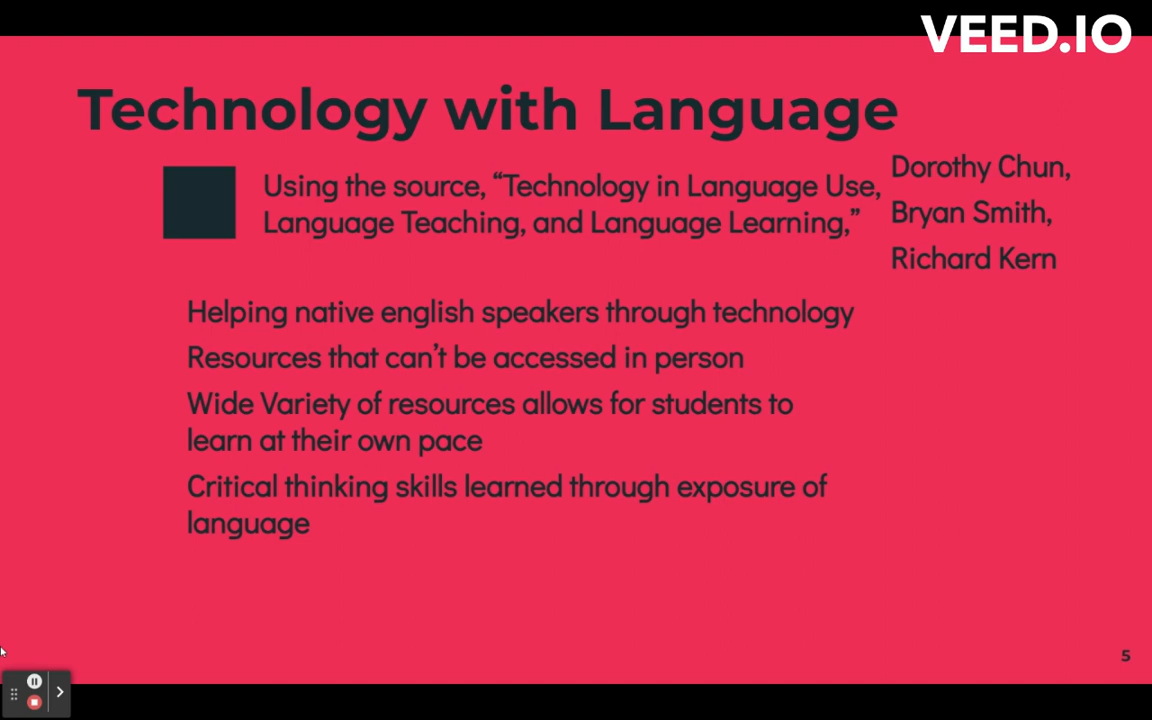 VEED.IO
Technology with Language
Using the source, “Technology in Language Use,
Language Teaching, and Language Learning,”
Dorothy Chun,
Bryan Smith,
Richard Kern
Helping native english speakers through technology
Resources that can’t be accessed in person
Wide Variety of resources allows for students to
learn at their own pace
Critical thinking skills learned through exposure of
language
5